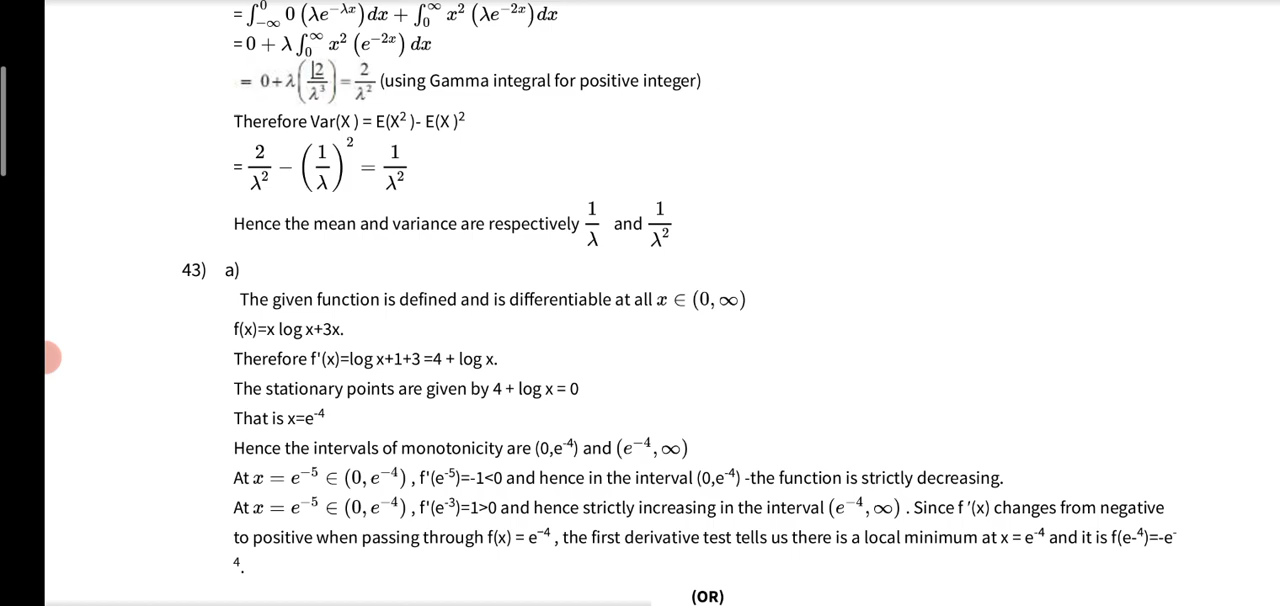 = ∫₋∞⁰ 0 (λe^−λx) dx + ∫₀^∞ x² (λe^−2x) dx
= 0 + λ ∫₀^∞ x² (e^−2x) dx
= 0+λ(|2/λ³) = 2/λ² (using Gamma integral for positive integer)
Therefore Var(X ) = E(X² )- E(X )²
= 2/λ² − (1/λ)² = 1/λ²
Hence the mean and variance are respectively 1/λ and 1/λ²
43) a)
The given function is defined and is differentiable at all x ∈ (0, ∞)
f(x)=x log x+3x.
Therefore f'(x)=log x+1+3 =4 + log x.
The stationary points are given by 4 + log x = 0
That is x=e⁻⁴
Hence the intervals of monotonicity are (0,e⁻⁴) and (e⁻⁴, ∞)
At x = e⁻⁵ ∈ (0, e⁻⁴) , f'(e⁻⁵)=-1<0 and hence in the interval (0,e⁻⁴) -the function is strictly decreasing.
At x = e⁻⁵ ∈ (0, e⁻⁴) , f'(e⁻³)=1>0 and hence strictly increasing in the interval (e⁻⁴, ∞) . Since f ′(x) changes from negative
to positive when passing through f(x) = e⁻⁴ , the first derivative test tells us there is a local minimum at x = e⁻⁴ and it is f(e-⁴)=-e⁻
⁴.
(OR)